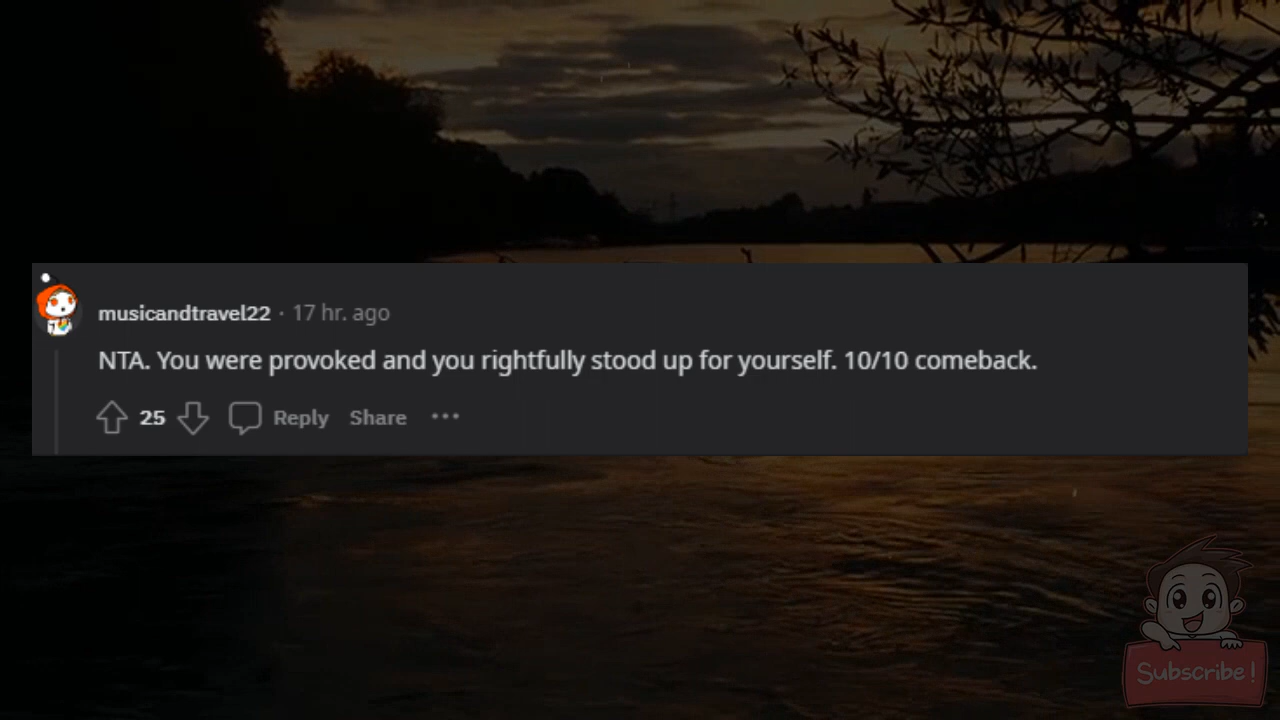 musicandtravel22 · 17 hr. ago
NTA. You were provoked and you rightfully stood up for yourself. 10/10 comeback.
25 Reply Share ...
Subscribe!